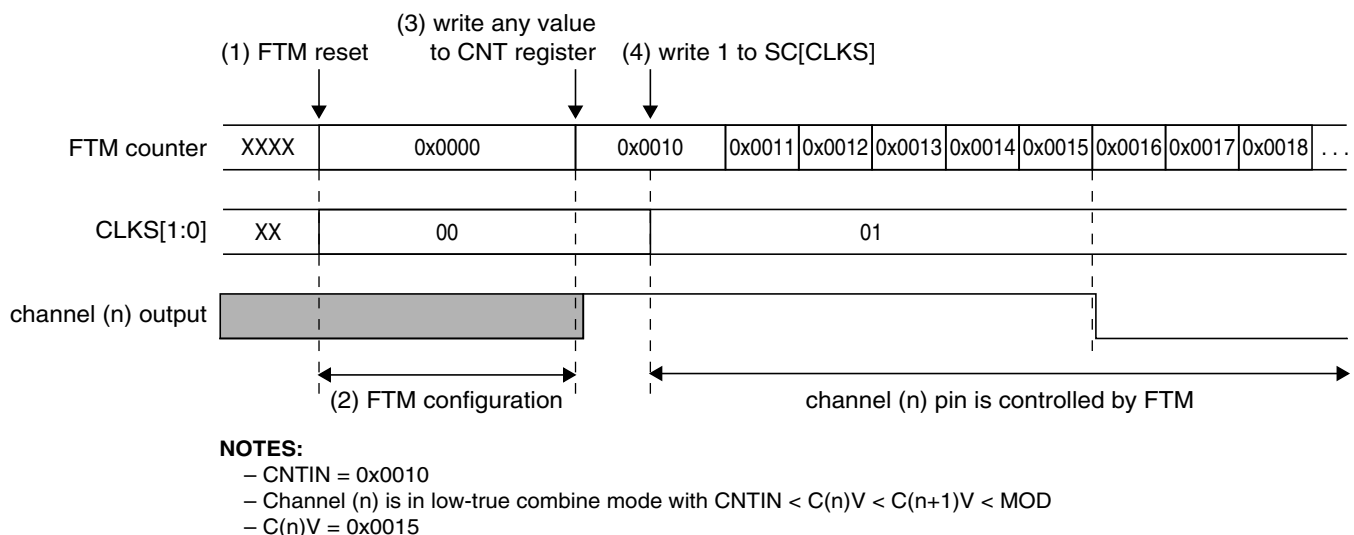 (3) write any value
(1) FTM reset to CNT register (4) write 1 to SC[CLKS]
FTM counter XXXX 0x0000 0x0010 0x0011 0x0012 0x0013 0x0014 0x0015 0x0016 0x0017 0x0018 . . .
CLKS[1:0] XX 00 01
channel (n) output
(2) FTM configuration channel (n) pin is controlled by FTM
NOTES:
– CNTIN = 0x0010
– Channel (n) is in low-true combine mode with CNTIN < C(n)V < C(n+1)V < MOD
– C(n)V = 0x0015